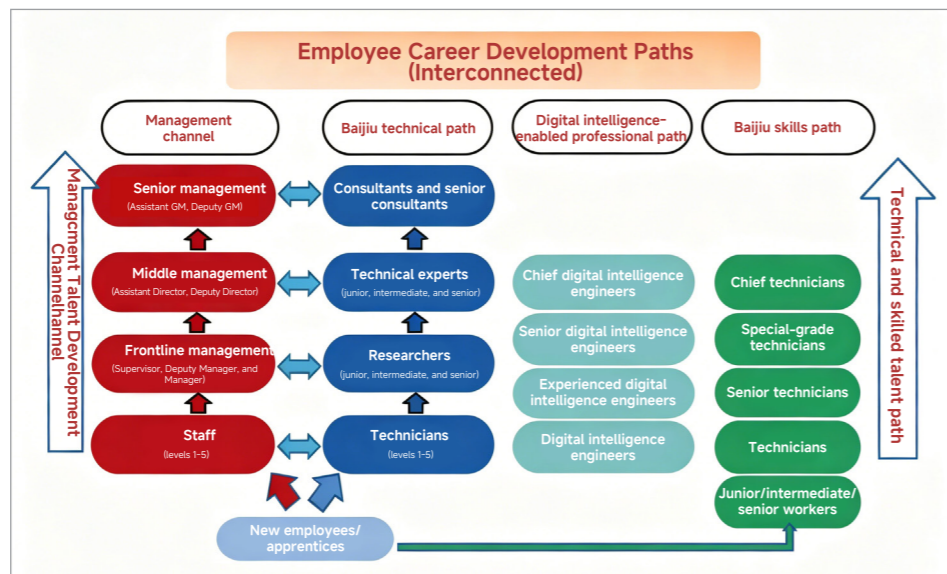 Employee Career Development Paths
(Interconnected)
Management
channel
Baijiu technical path
Digital intelligence-
enabled professional path
Baijiu skills path
Managcment Talent Development
Channelhannel
Senior management
(Assistant GM, Deputy GM)
Consultants and senior
consultants
Middle management
(Assistant Director, Deputy Director)
Technical experts
(junior, intermediate, and senior)
Chief digital intelligence
engineers
Chief technicians
Frontline management
(Supervisor, Deputy Manager, and
Manager)
Researchers
(junior, intermediate, and senior)
Senior digital intelligence
engineers
Special-grade
technicians
Experienced digital
intelligence engineers
Senior technicians
Staff
(levels 1-5)
Technicians
(levels 1-5)
Digital intelligence
engineers
Technicians
Junior/intermediate/
senior workers
New employees/
apprentices
Technical and skilled talent path